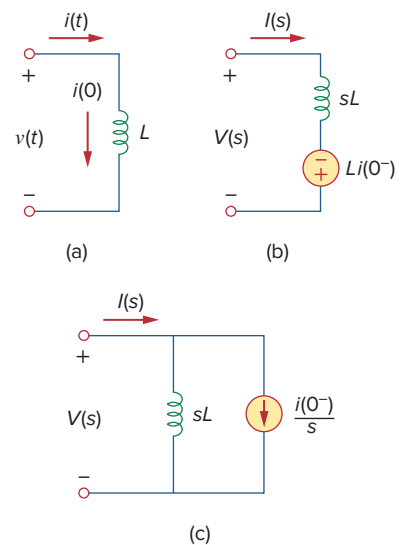 i(t)
+
i(0)
v(t)
L
–
(a)
I(s)
+
sL
V(s)
–
+
Li(0⁻)
–
(b)
I(s)
+
V(s)
sL
i(0⁻)
s
–
(c)